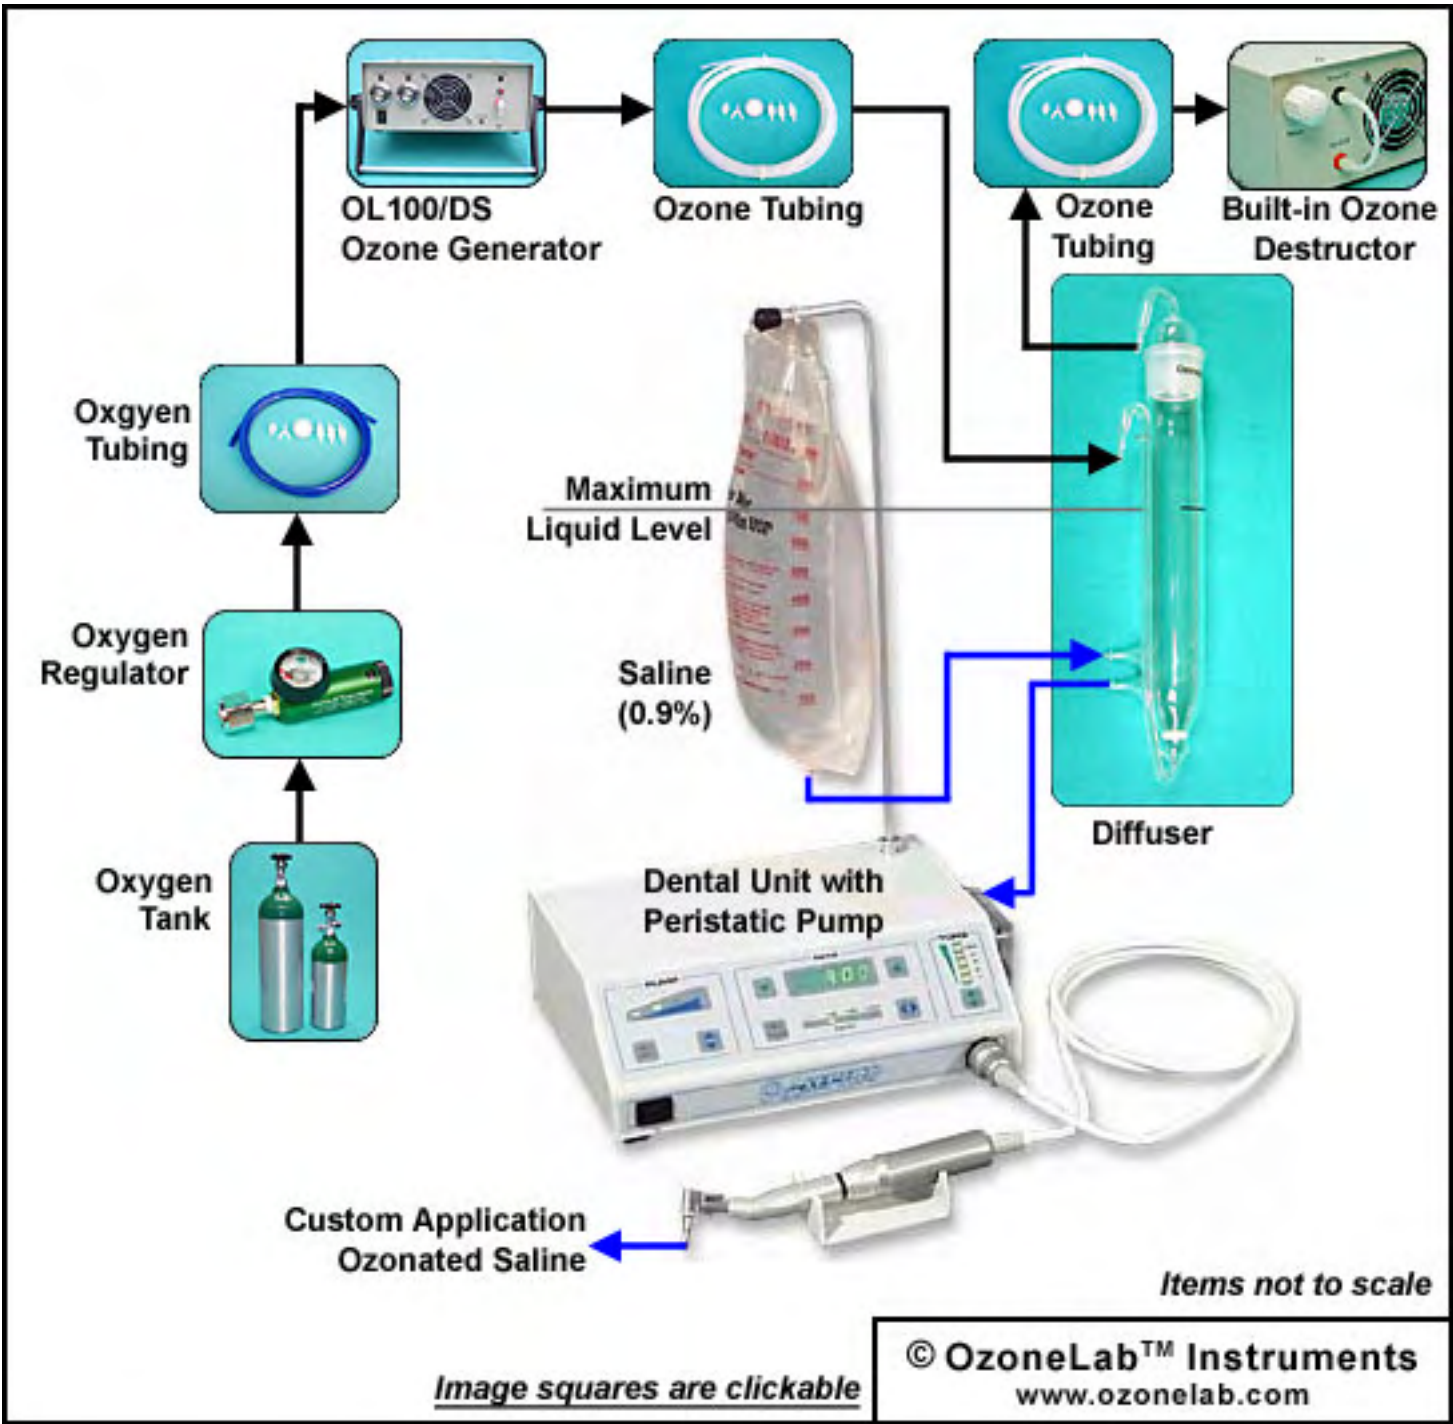 OL100/DS
Ozone Generator
Ozone Tubing
Ozone
Tubing
Built-in Ozone
Destructor
Oxgyen
Tubing
Maximum
Liquid Level
Oxygen
Regulator
Saline
(0.9%)
Diffuser
Oxygen
Tank
Dental Unit with
Peristatic Pump
Custom Application
Ozonated Saline
Items not to scale
© OzoneLab™ Instruments
www.ozonelab.com
Image squares are clickable